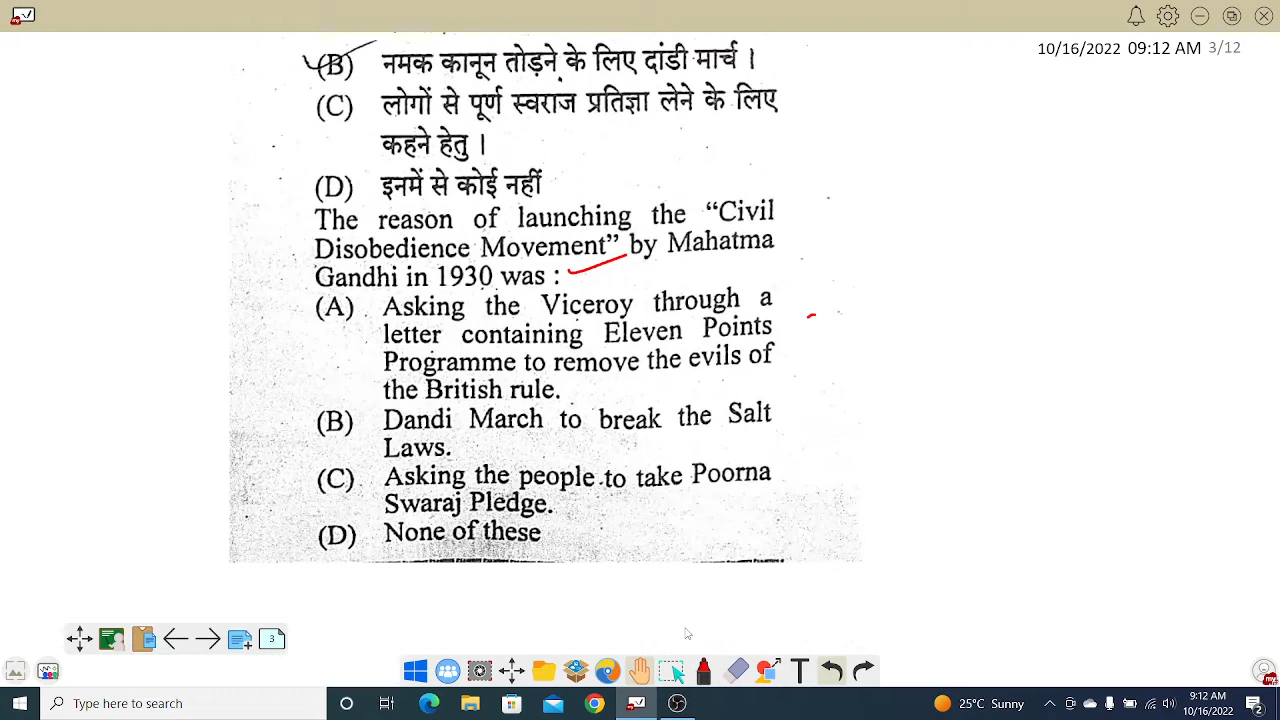 10/16/2022 09:12 AM 3/12
(B) नमक कानून तोड़ने के लिए दांडी मार्च ।
(C) लोगों से पूर्ण स्वराज प्रतिज्ञा लेने के लिए
कहने हेतु ।
(D) इनमें से कोई नहीं
The reason of launching the “Civil
Disobedience Movement” by Mahatma
Gandhi in 1930 was :
(A) Asking the Viceroy through a
letter containing Eleven Points
Programme to remove the evils of
the British rule.
(B) Dandi March to break the Salt
Laws.
(C) Asking the people to take Poorna
Swaraj Pledge.
(D) None of these
3
Type here to search
25°C Sunny
ENG
9:12 AM
10/16/2022
2